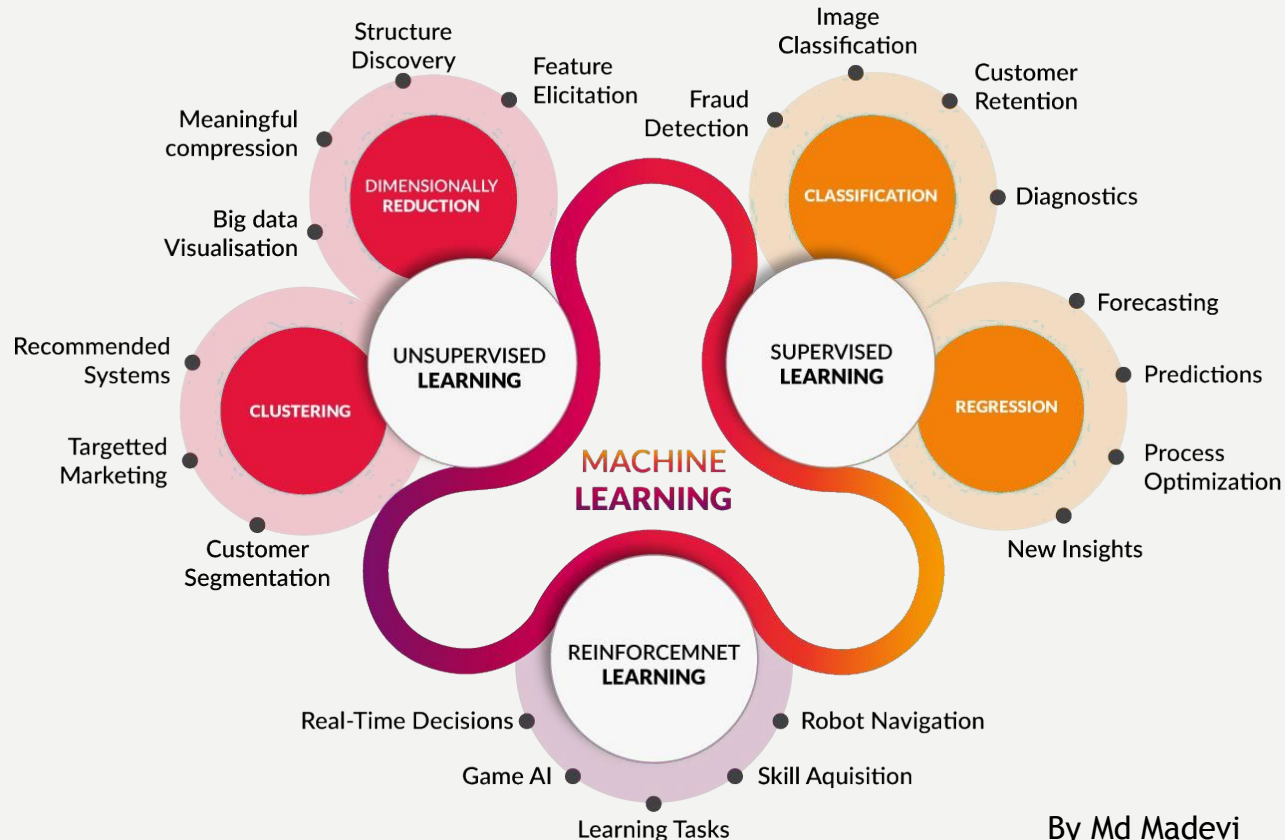 Structure
Discovery
Feature
Elicitation
Meaningful
compression
Big data
Visualisation
DIMENSIONALLY
REDUCTION
Recommended
Systems
Targetted
Marketing
Customer
Segmentation
CLUSTERING
UNSUPERVISED
LEARNING
Image
Classification
Customer
Retention
Fraud
Detection
Diagnostics
CLASSIFICATION
Forecasting
Predictions
Process
Optimization
New Insights
REGRESSION
SUPERVISED
LEARNING
MACHINE
LEARNING
REINFORCEMNET
LEARNING
Real-Time Decisions
Robot Navigation
Game AI
Skill Aquisition
Learning Tasks
By Md Madevi